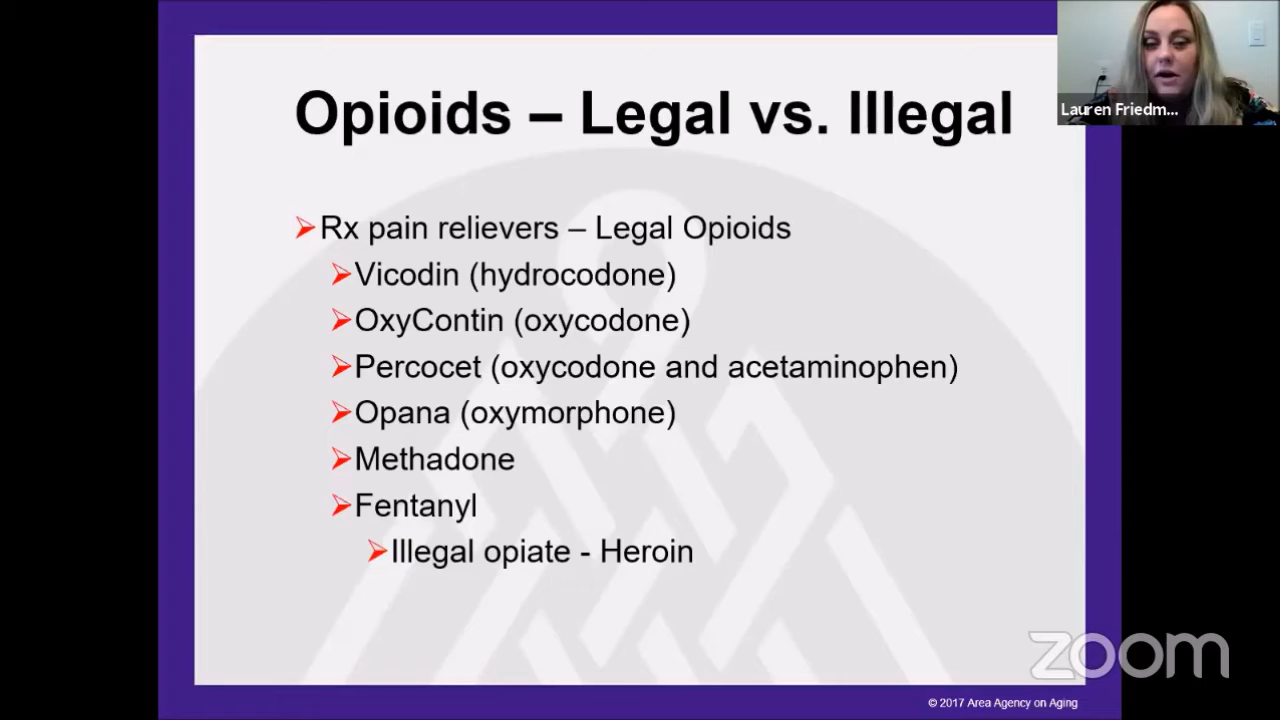 Opioids – Legal vs. Illegal
Lauren Friedm...
➢Rx pain relievers – Legal Opioids
➢Vicodin (hydrocodone)
➢OxyContin (oxycodone)
➢Percocet (oxycodone and acetaminophen)
➢Opana (oxymorphone)
➢Methadone
➢Fentanyl
➢Illegal opiate - Heroin
zoom
© 2017 Area Agency on Aging